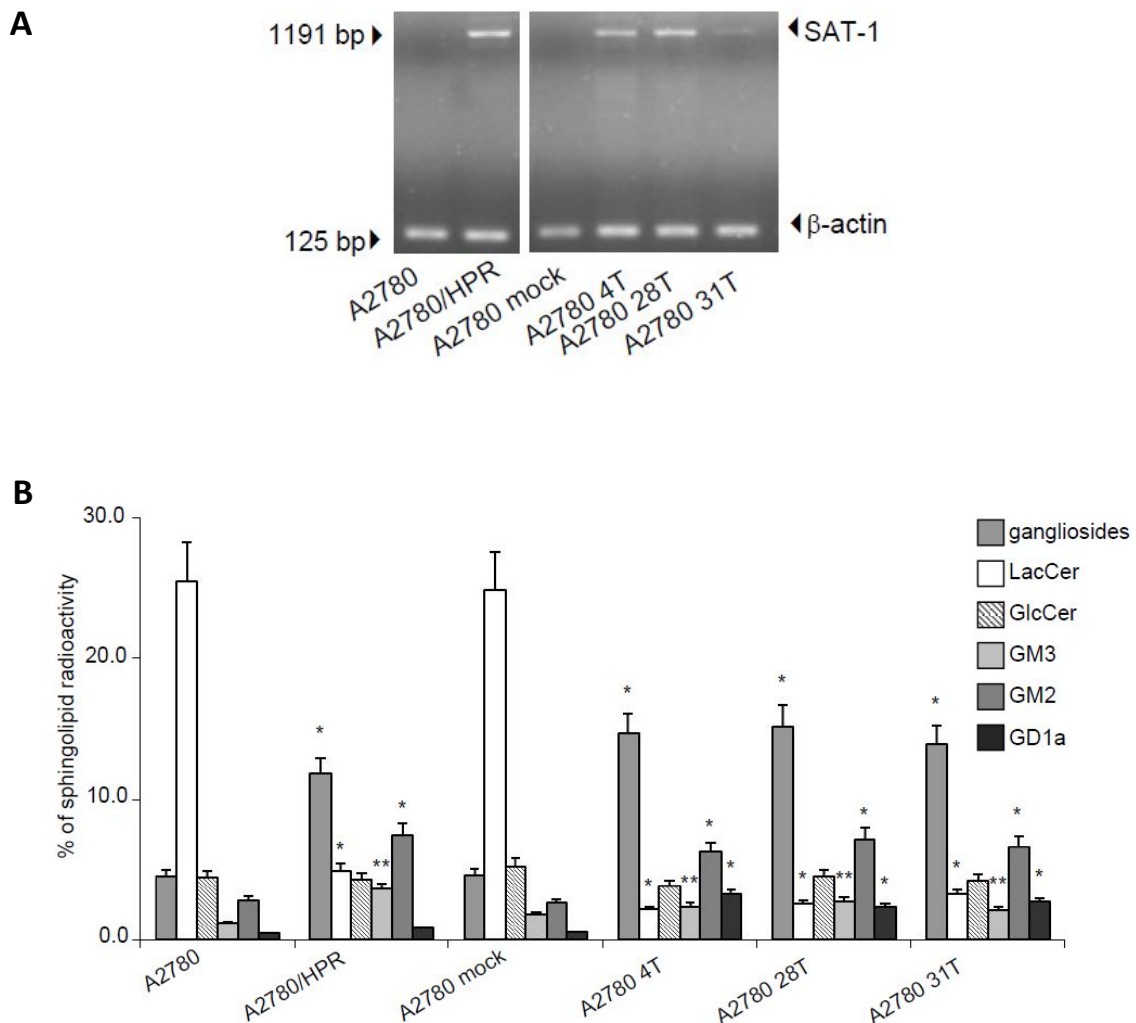 A
1191 bp
SAT-1
125 bp
β-actin
A2780
A2780/HPR
A2780 mock
A2780 4T
A2780 28T
A2780 31T
B
% of sphingolipid radioactivity
30.0
20.0
10.0
0.0
* * ** *
* * ** * *
* * ** * *
* * ** * *
gangliosides
LacCer
GlcCer
GM3
GM2
GD1a
A2780
A2780/HPR
A2780 mock
A2780 4T
A2780 28T
A2780 31T